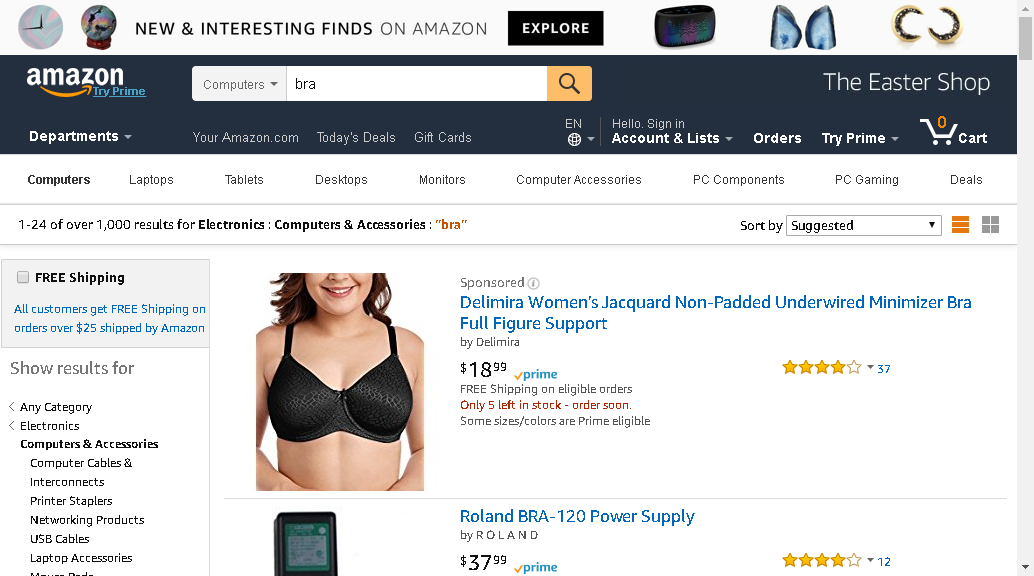 NEW & INTERESTING FINDS ON AMAZON EXPLORE
amazon
Try Prime
Computers
bra
The Easter Shop
Departments
Your Amazon.com Today's Deals Gift Cards
EN
Hello. Sign in
Account & Lists
Orders
Try Prime
0
Cart
Computers Laptops Tablets Desktops Monitors Computer Accessories PC Components PC Gaming Deals
1-24 of over 1,000 results for Electronics : Computers & Accessories : "bra"
Sort by Suggested
FREE Shipping
All customers get FREE Shipping on
orders over $25 shipped by Amazon
Show results for
Any Category
Electronics
Computers & Accessories
Computer Cables &
Interconnects
Printer Staplers
Networking Products
USB Cables
Laptop Accessories
Mouse Pads
Sponsored
Delimira Women's Jacquard Non-Padded Underwired Minimizer Bra
Full Figure Support
by Delimira
$18.99 prime
37
FREE Shipping on eligible orders
Only 5 left in stock - order soon.
Some sizes/colors are Prime eligible
Roland BRA-120 Power Supply
by R O L A N D
$37.99 prime
12